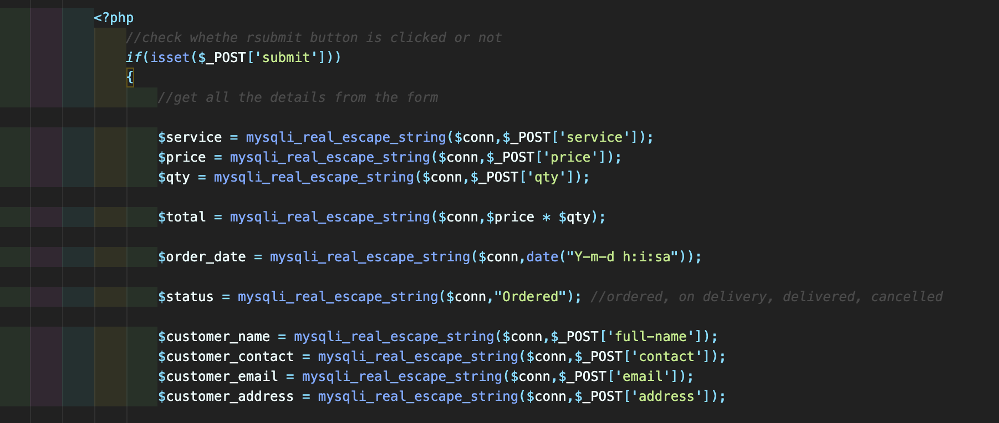 <?php
//check whethe rsubmit button is clicked or not
if(isset($_POST['submit']))
{
//get all the details from the form
$service = mysqli_real_escape_string($conn,$_POST['service']);
$price = mysqli_real_escape_string($conn,$_POST['price']);
$qty = mysqli_real_escape_string($conn,$_POST['qty']);
$total = mysqli_real_escape_string($conn,$price * $qty);
$order_date = mysqli_real_escape_string($conn,date("Y-m-d h:i:sa"));
$status = mysqli_real_escape_string($conn,"Ordered"); //ordered, on delivery, delivered, cancelled
$customer_name = mysqli_real_escape_string($conn,$_POST['full-name']);
$customer_contact = mysqli_real_escape_string($conn,$_POST['contact']);
$customer_email = mysqli_real_escape_string($conn,$_POST['email']);
$customer_address = mysqli_real_escape_string($conn,$_POST['address']);